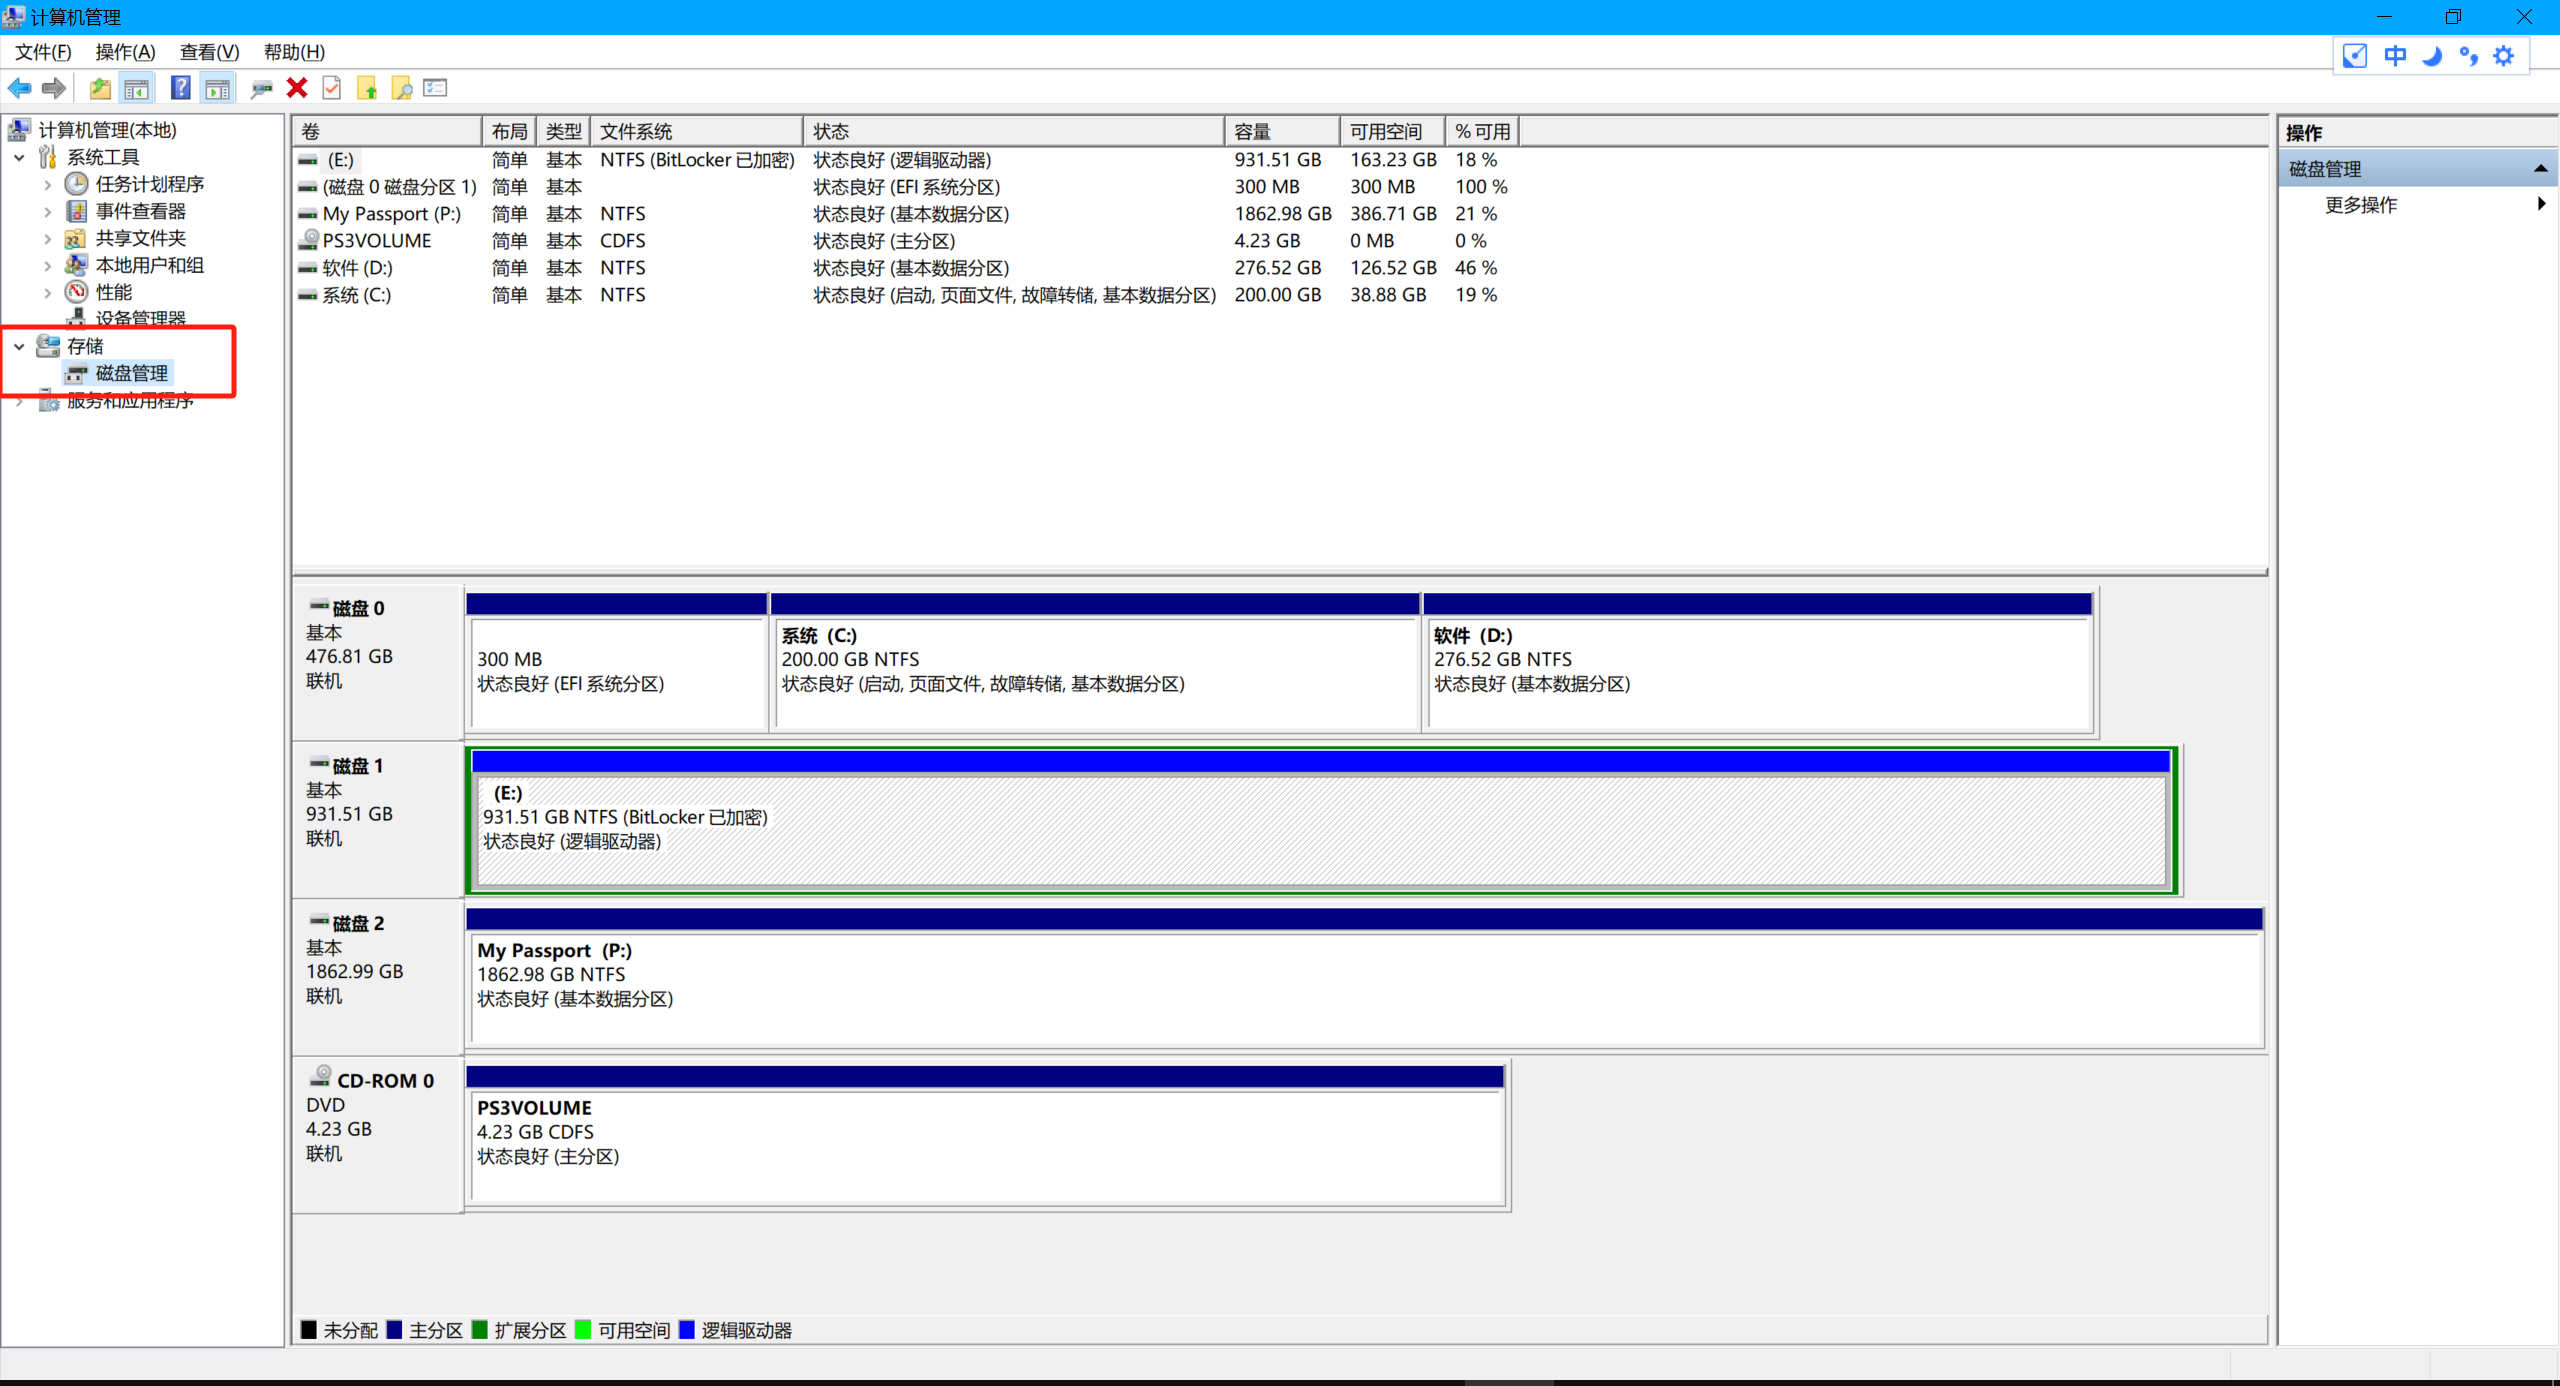 计算机管理
文件(F) 操作(A) 查看(V) 帮助(H)
中
计算机管理(本地)
系统工具
任务计划程序
事件查看器
共享文件夹
本地用户和组
性能
设备管理器
存储
磁盘管理
服务和应用程序
卷 布局 类型 文件系统 状态 容量 可用空间 % 可用
(E:) 简单 基本 NTFS (BitLocker 已加密) 状态良好 (逻辑驱动器) 931.51 GB 163.23 GB 18 %
(磁盘 0 磁盘分区 1) 简单 基本 状态良好 (EFI 系统分区) 300 MB 300 MB 100 %
My Passport (P:) 简单 基本 NTFS 状态良好 (基本数据分区) 1862.98 GB 386.71 GB 21 %
PS3VOLUME 简单 基本 CDFS 状态良好 (主分区) 4.23 GB 0 MB 0 %
软件 (D:) 简单 基本 NTFS 状态良好 (基本数据分区) 276.52 GB 126.52 GB 46 %
系统 (C:) 简单 基本 NTFS 状态良好 (启动, 页面文件, 故障转储, 基本数据分区) 200.00 GB 38.88 GB 19 %
磁盘 0
基本
476.81 GB
联机
300 MB
状态良好 (EFI 系统分区)
系统 (C:)
200.00 GB NTFS
状态良好 (启动, 页面文件, 故障转储, 基本数据分区)
软件 (D:)
276.52 GB NTFS
状态良好 (基本数据分区)
磁盘 1
基本
931.51 GB
联机
(E:)
931.51 GB NTFS (BitLocker 已加密)
状态良好 (逻辑驱动器)
磁盘 2
基本
1862.99 GB
联机
My Passport (P:)
1862.98 GB NTFS
状态良好 (基本数据分区)
CD-ROM 0
DVD
4.23 GB
联机
PS3VOLUME
4.23 GB CDFS
状态良好 (主分区)
未分配 主分区 扩展分区 可用空间 逻辑驱动器
操作
磁盘管理
更多操作